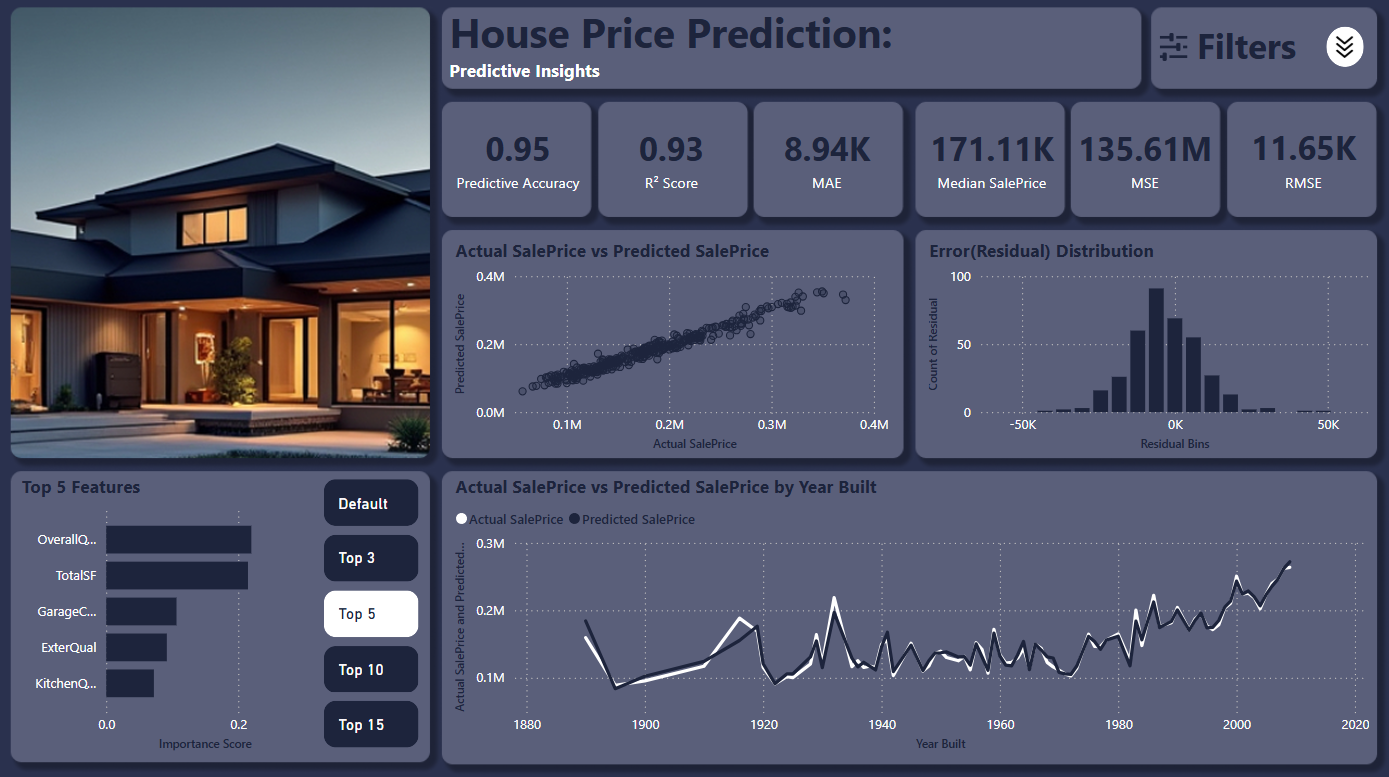 House Price Prediction:
Predictive Insights
Filters
0.95
Predictive Accuracy
0.93
R² Score
8.94K
MAE
171.11K
Median SalePrice
135.61M
MSE
11.65K
RMSE
Actual SalePrice vs Predicted SalePrice
0.4M
0.2M
0.0M
Predicted SalePrice
0.1M 0.2M 0.3M 0.4M
Actual SalePrice
Error(Residual) Distribution
100
50
0
Count of Residual
-50K 0K 50K
Residual Bins
Top 5 Features
OverallQ...
TotalSF
GarageC...
ExterQual
KitchenQ...
0.0 0.2
Importance Score
Default
Top 3
Top 5
Top 10
Top 15
Actual SalePrice vs Predicted SalePrice by Year Built
Actual SalePrice Predicted SalePrice
0.3M
0.2M
0.1M
Actual SalePrice and Predicted...
1880 1900 1920 1940 1960 1980 2000 2020
Year Built